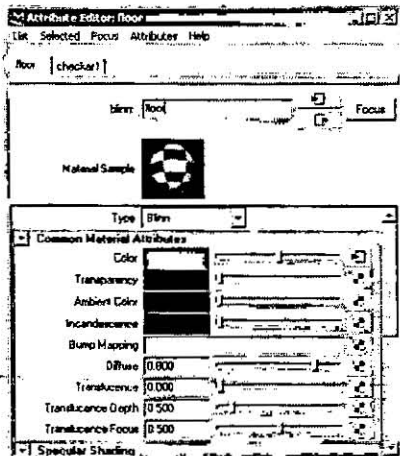 Attribute Editor: floor
List Selected Focus Attributes Help
floor checker1
blinn: floor Focus
Material Sample
Type Blinn
Common Material Attributes
Color
Transparency
Ambient Color
Incandescence
Bump Mapping
Diffuse 0.800
Translucence 0.000
Translucence Depth 0.500
Translucence Focus 0.500
Specular Shading